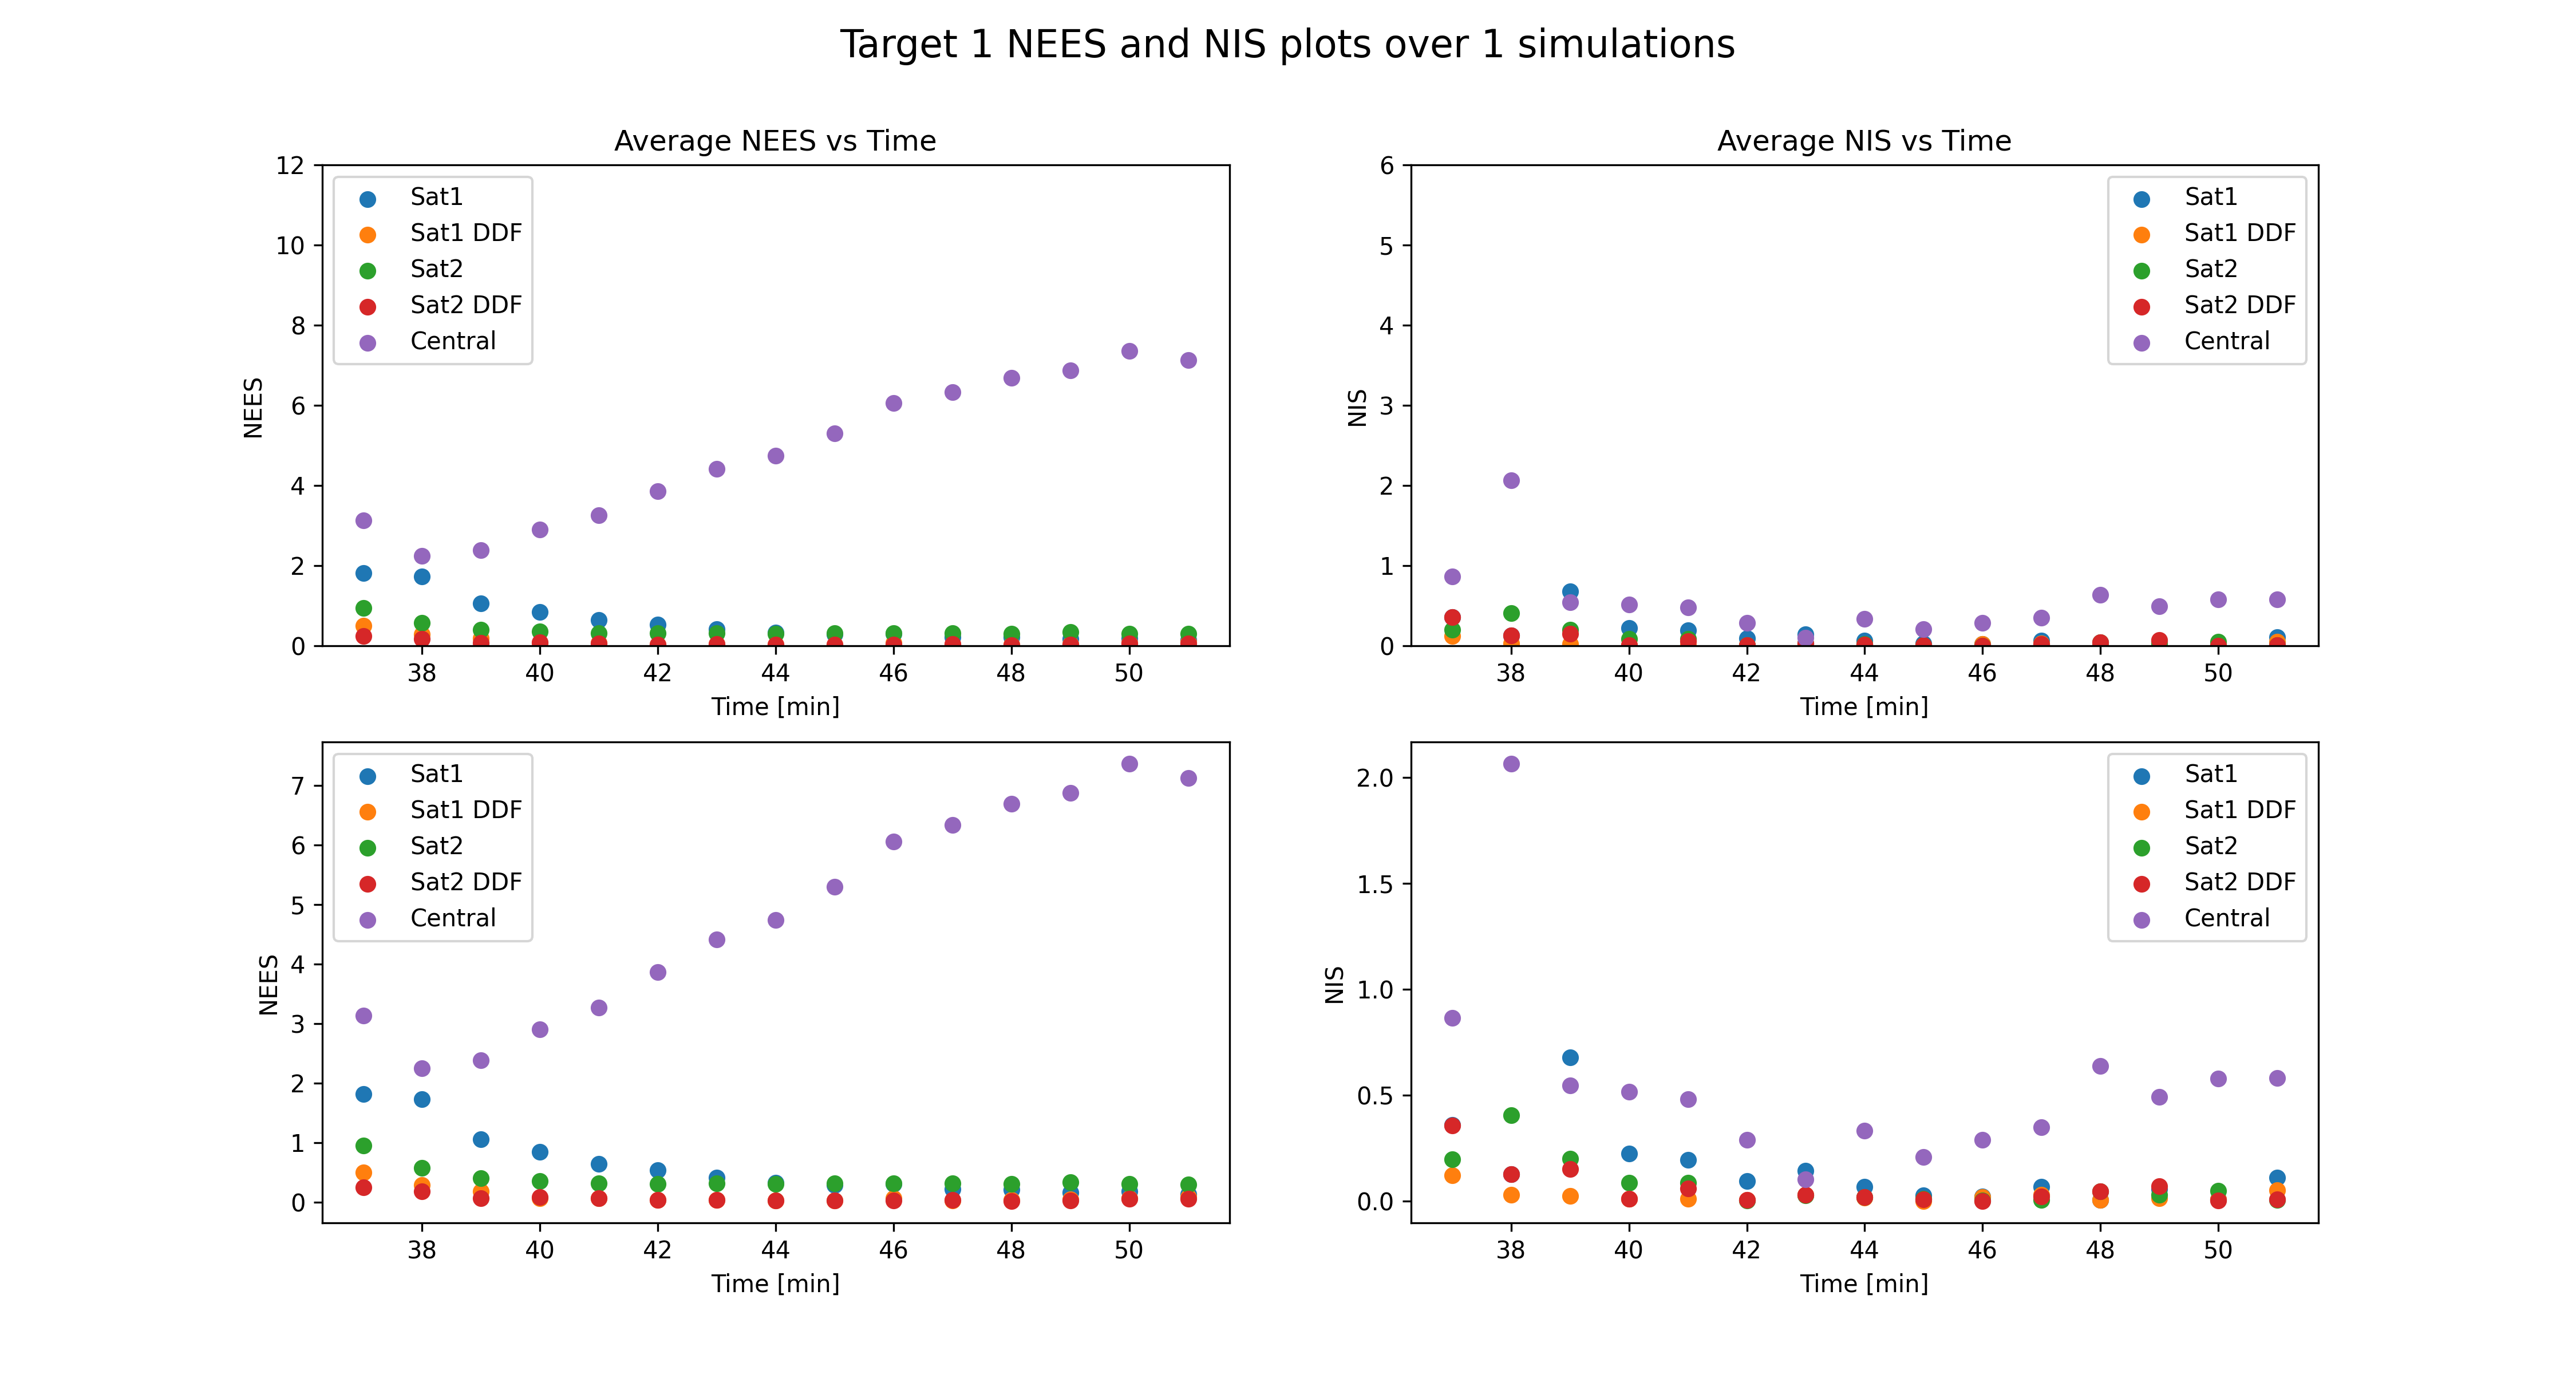 Target 1 NEES and NIS plots over 1 simulations
Average NEES vs Time
12
10
8
6
4
2
0
NEES
38 40 42 44 46 48 50
Time [min]
Sat1
Sat1 DDF
Sat2
Sat2 DDF
Central
Average NIS vs Time
6
5
4
3
2
1
0
NIS
38 40 42 44 46 48 50
Time [min]
Sat1
Sat1 DDF
Sat2
Sat2 DDF
Central
7
6
5
4
3
2
1
0
NEES
38 40 42 44 46 48 50
Time [min]
Sat1
Sat1 DDF
Sat2
Sat2 DDF
Central
2.0
1.5
1.0
0.5
0.0
NIS
38 40 42 44 46 48 50
Time [min]
Sat1
Sat1 DDF
Sat2
Sat2 DDF
Central